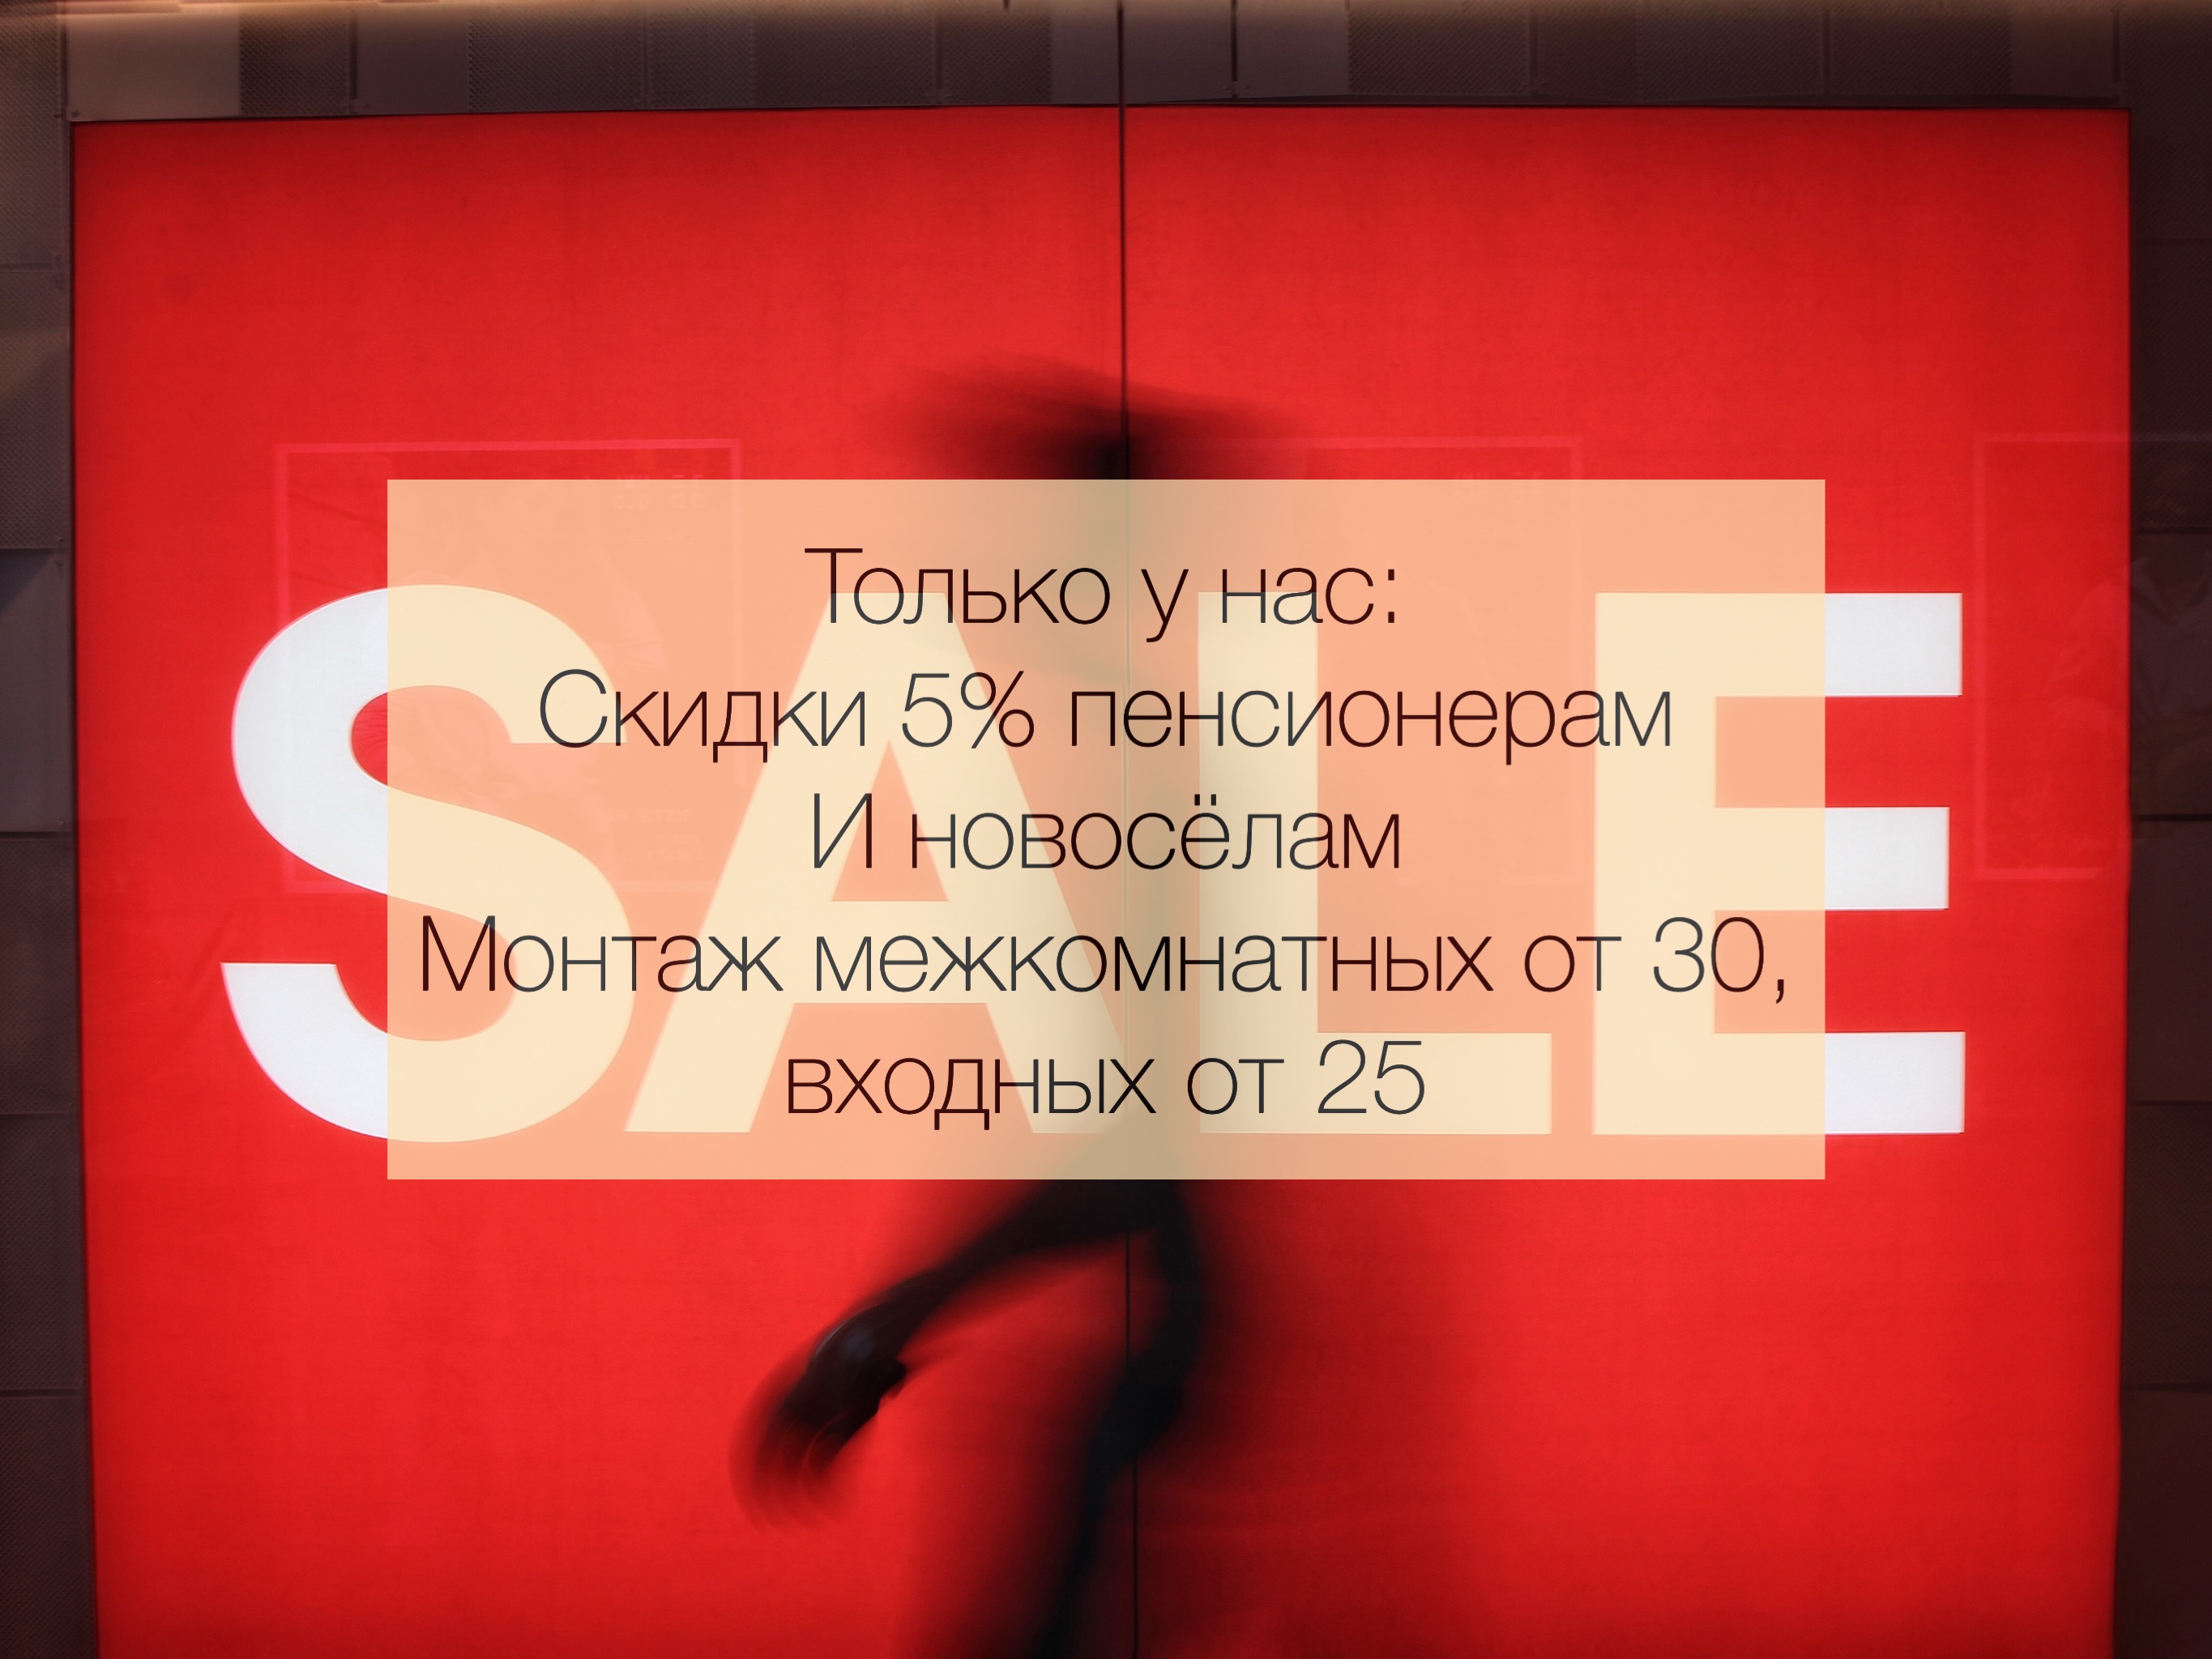 SALE
Только у нас:
Скидки 5% пенсионерам
И новосёлам
Монтаж межкомнатных от 30,
входных от 25